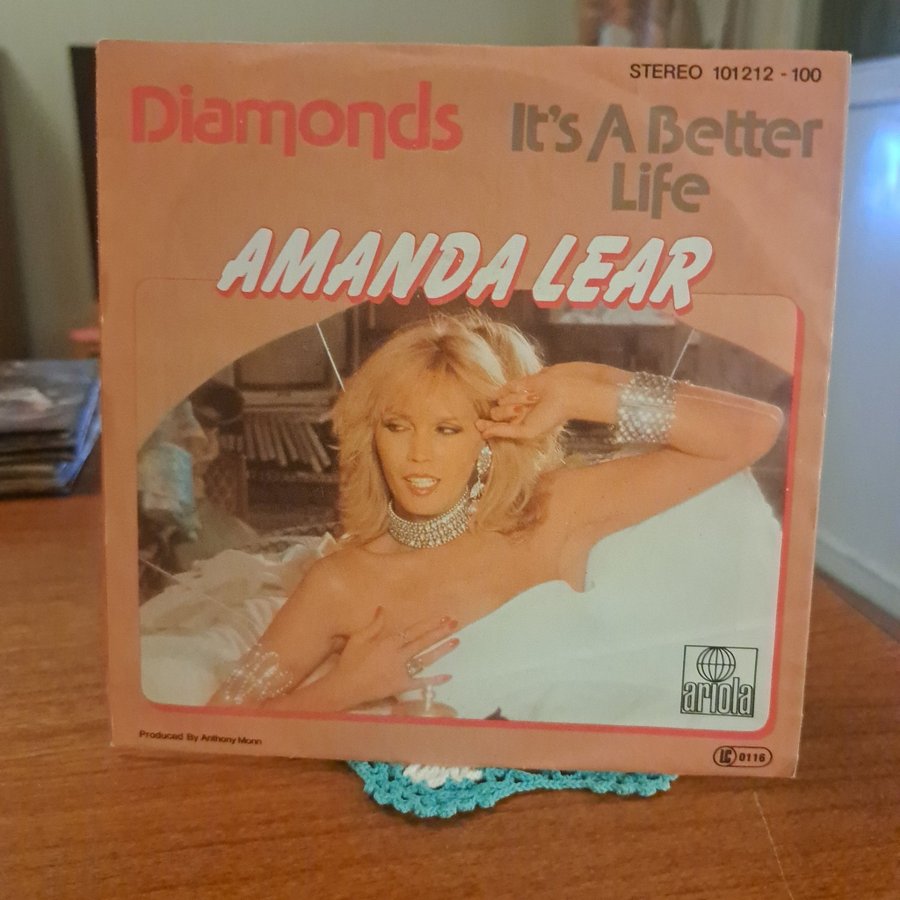 STEREO 101212 - 100
Diamonds
It's A Better
Life
AMANDA LEAR
ariola
Produced By Anthony Monn
LC 0116